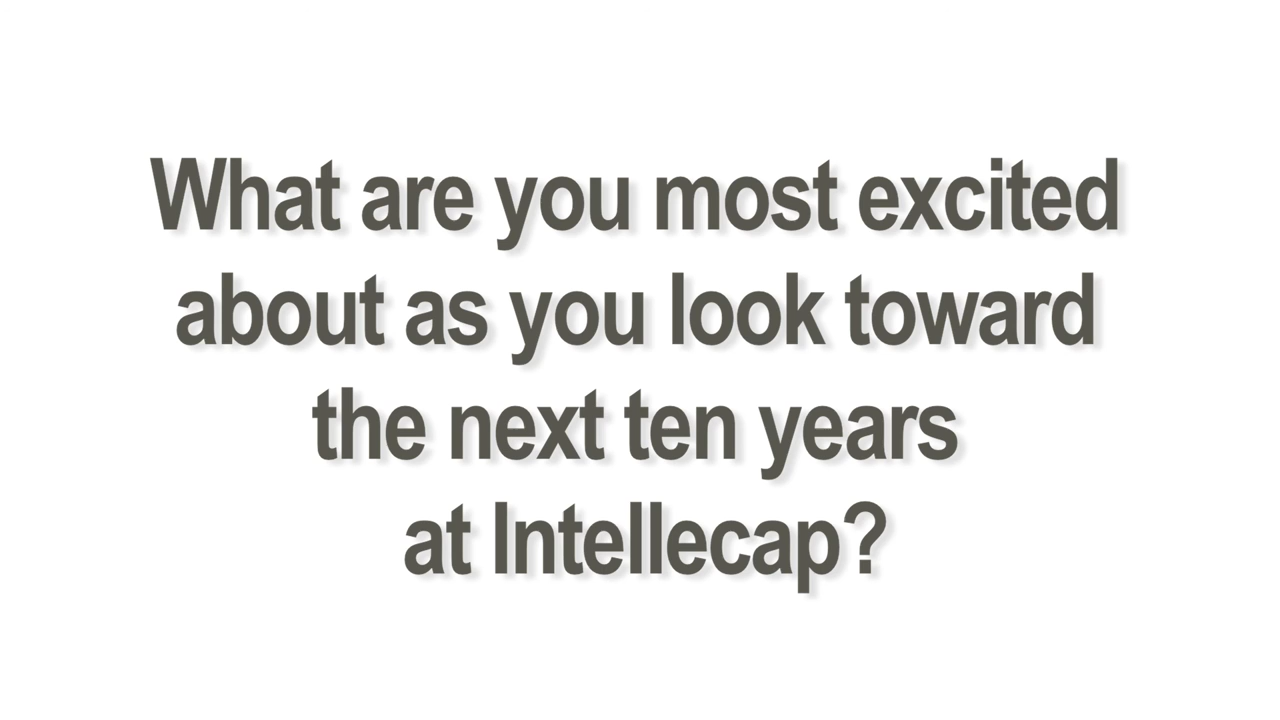 What are you most excited
about as you look toward
the next ten years
at Intellecap?